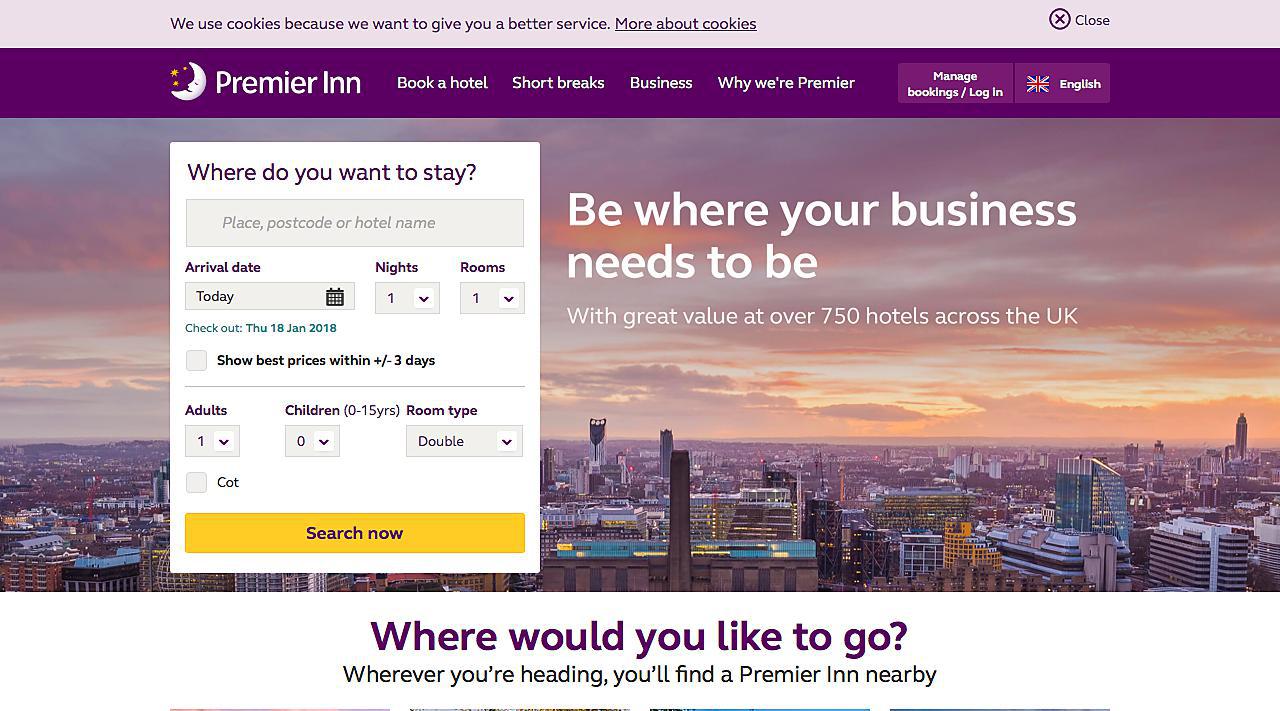 We use cookies because we want to give you a better service. More about cookies
Close
Premier Inn
Book a hotel
Short breaks
Business
Why we're Premier
Manage
bookings / Log in
English
Where do you want to stay?
Place, postcode or hotel name
Arrival date
Nights
Rooms
Today
1
1
Check out: Thu 18 Jan 2018
Show best prices within +/- 3 days
Adults
Children (0-15yrs)
Room type
1
0
Double
Cot
Search now
Be where your business
needs to be
With great value at over 750 hotels across the UK
Where would you like to go?
Wherever you’re heading, you’ll find a Premier Inn nearby